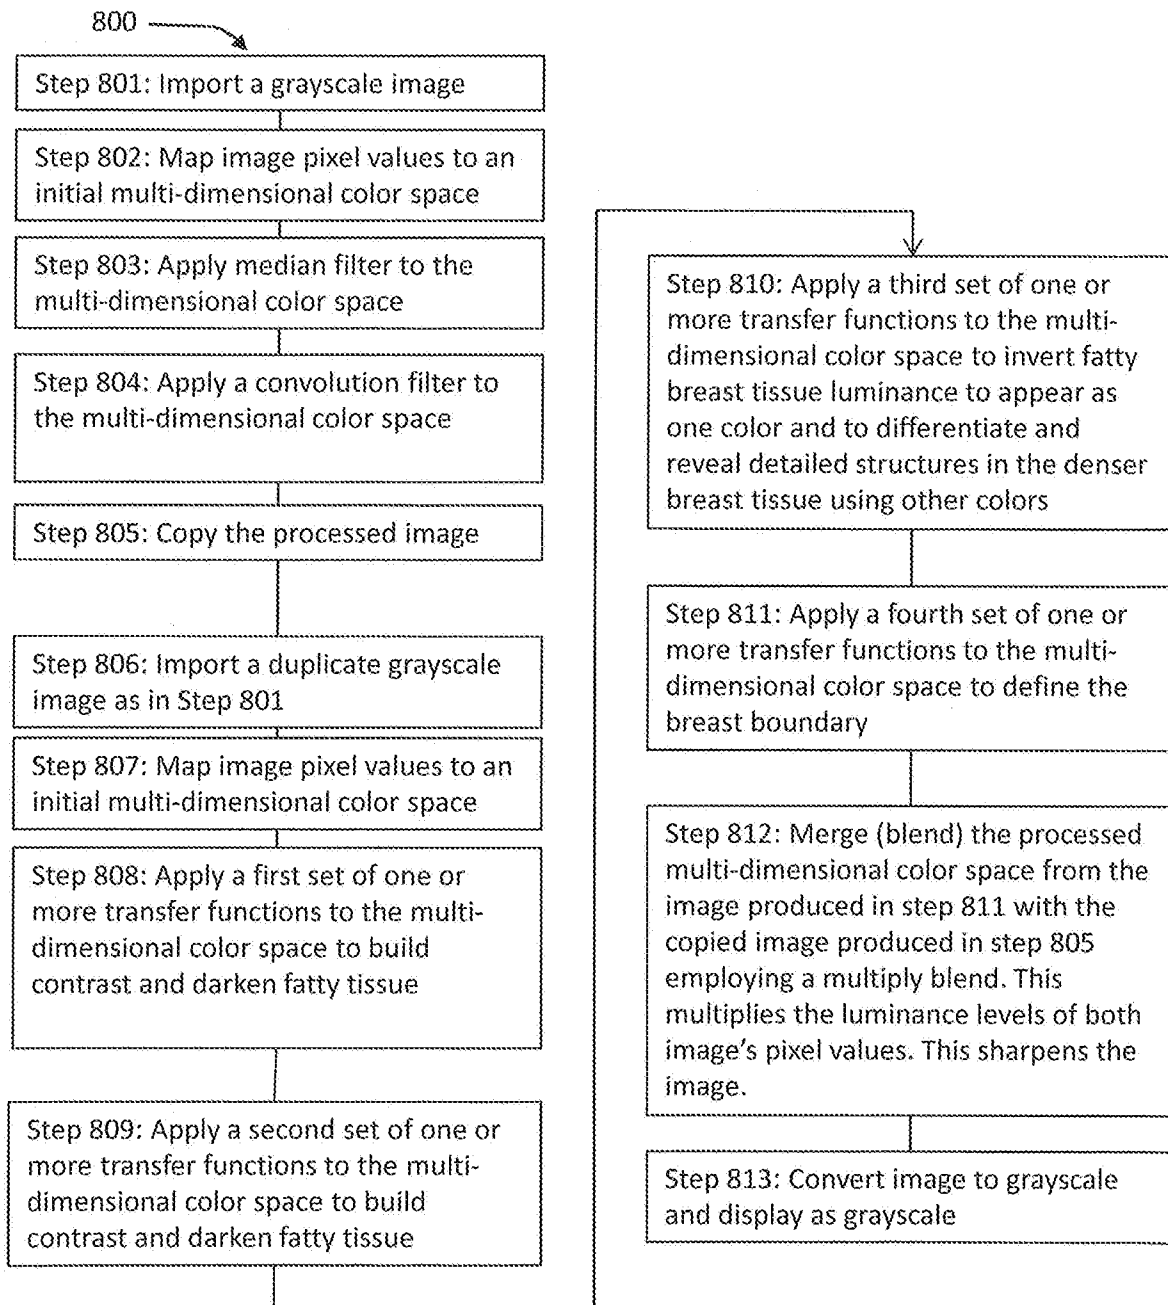 800
Step 801: Import a grayscale image
Step 802: Map image pixel values to an
initial multi-dimensional color space
Step 803: Apply median filter to the
multi-dimensional color space
Step 804: Apply a convolution filter to
the multi-dimensional color space
Step 805: Copy the processed image
Step 806: Import a duplicate grayscale
image as in Step 801
Step 807: Map image pixel values to an
initial multi-dimensional color space
Step 808: Apply a first set of one or
more transfer functions to the multi-
dimensional color space to build
contrast and darken fatty tissue
Step 809: Apply a second set of one or
more transfer functions to the multi-
dimensional color space to build
contrast and darken fatty tissue
Step 810: Apply a third set of one or
more transfer functions to the multi-
dimensional color space to invert fatty
breast tissue luminance to appear as
one color and to differentiate and
reveal detailed structures in the denser
breast tissue using other colors
Step 811: Apply a fourth set of one or
more transfer functions to the multi-
dimensional color space to define the
breast boundary
Step 812: Merge (blend) the processed
multi-dimensional color space from the
image produced in step 811 with the
copied image produced in step 805
employing a multiply blend. This
multiplies the luminance levels of both
image's pixel values. This sharpens the
image.
Step 813: Convert image to grayscale
and display as grayscale